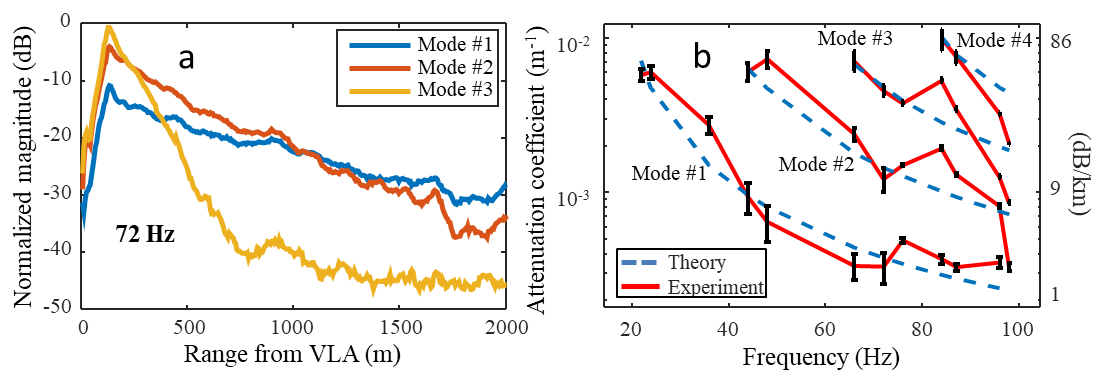 Normalized magnitude (dB)
0
-10
-20
-30
-40
-50
a
Mode #1
Mode #2
Mode #3
72 Hz
0
500
1000
1500
2000
Range from VLA (m)
Attenuation coefficient (m⁻¹)
10⁻²
10⁻³
b
Mode #3
Mode #4
Mode #1
Mode #2
Theory
Experiment
20
40
60
80
100
Frequency (Hz)
86
9
1
(dB/km)